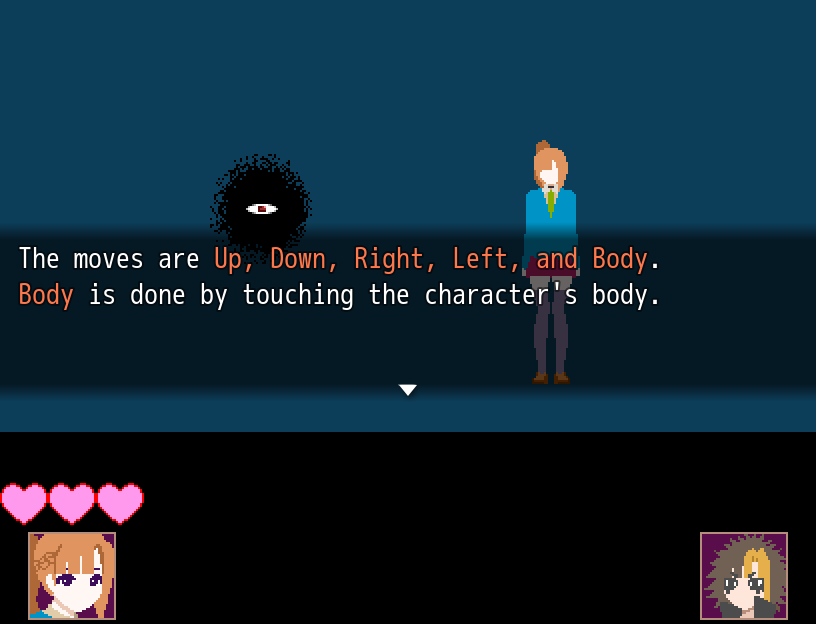 The moves are Up, Down, Right, Left, and Body.
Body is done by touching the character's body.